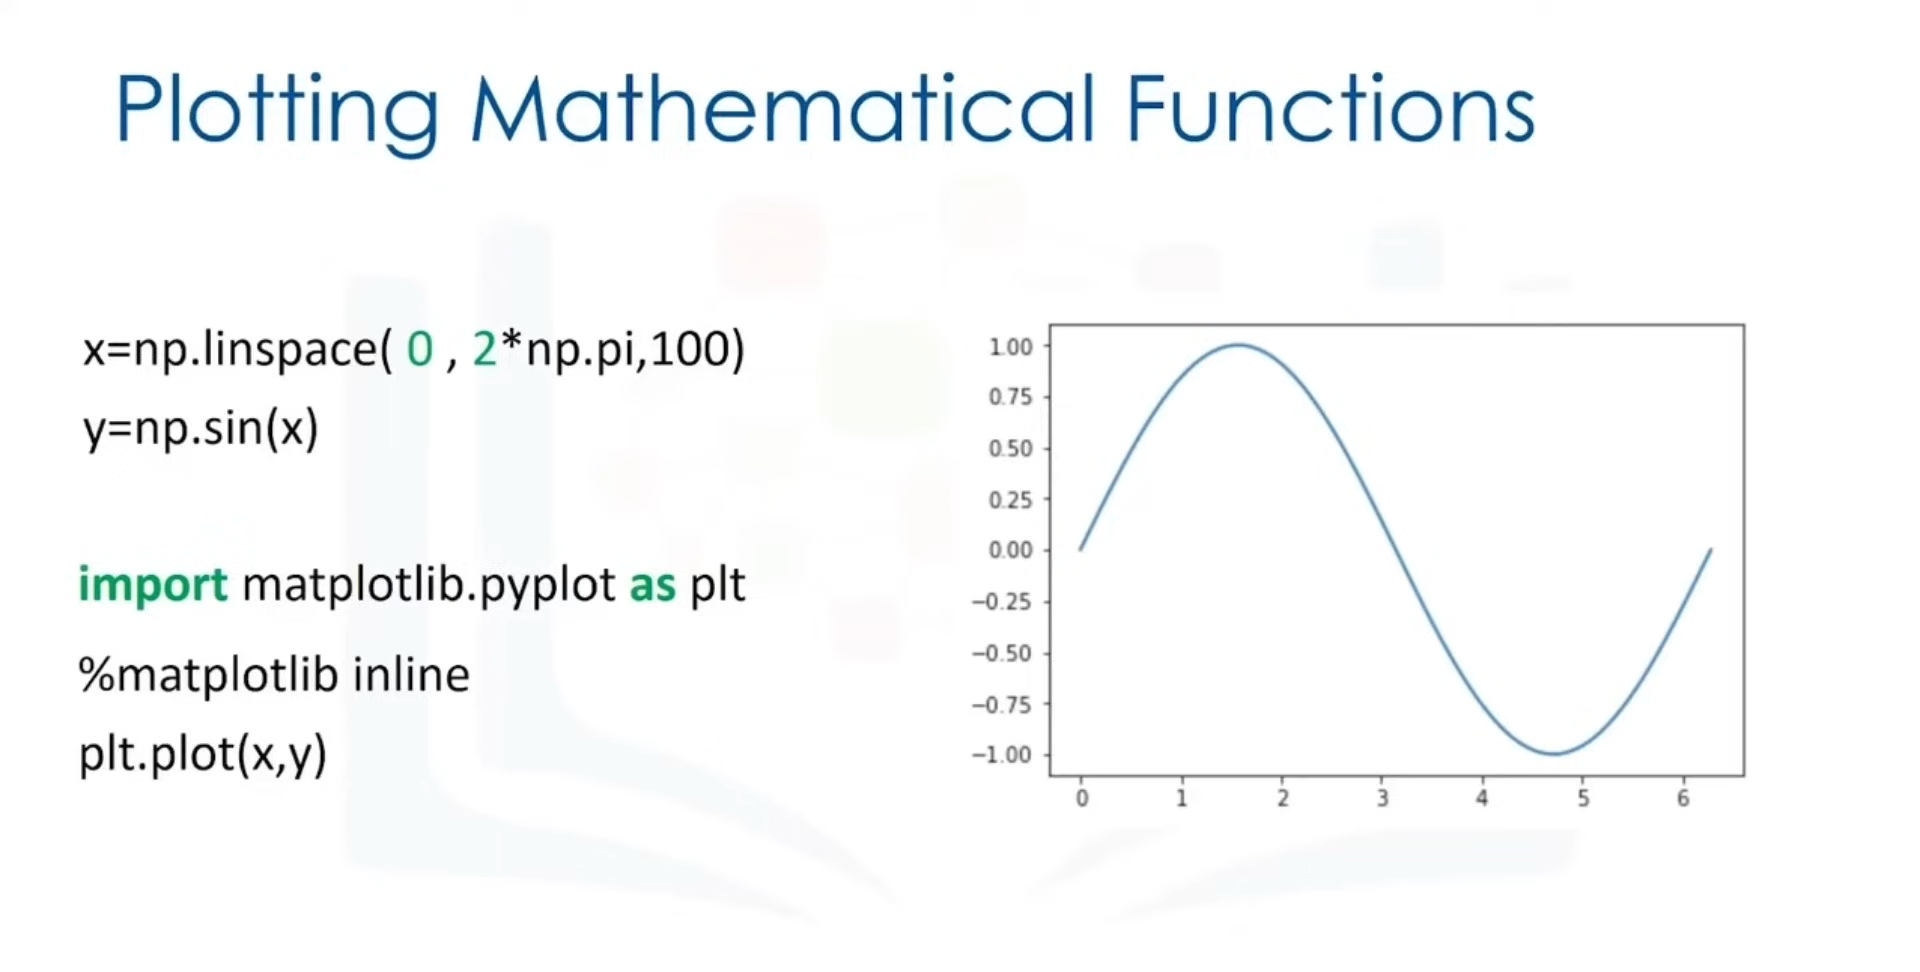 Plotting Mathematical Functions
x=np.linspace( 0 , 2*np.pi,100)
y=np.sin(x)
import matplotlib.pyplot as plt
%matplotlib inline
plt.plot(x,y)
1.00
0.75
0.50
0.25
0.00
−0.25
−0.50
−0.75
−1.00
0 1 2 3 4 5 6